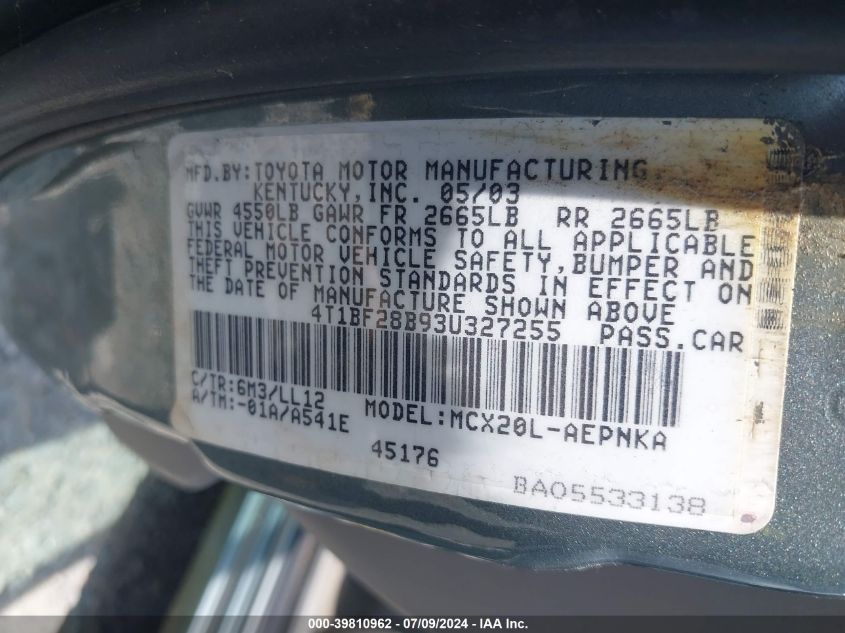 MFD.BY:TOYOTA MOTOR MANUFACTURING
KENTUCKY,INC. 05/03
GVWR 4550LB GAWR FR 2665LB RR 2665LB
THIS VEHICLE CONFORMS TO ALL APPLICABLE
FEDERAL MOTOR VEHICLE SAFETY,BUMPER AND
THEFT PREVENTION STANDARDS IN EFFECT ON
THE DATE OF MANUFACTURE SHOWN ABOVE
4T1BF28B93U327255 PASS.CAR
C/TR:6M3/LL12
A/TM:-01A/A541E MODEL:MCX20L-AEPNKA
45176
BA05533138
000-39810962 - 07/09/2024 - IAA Inc.